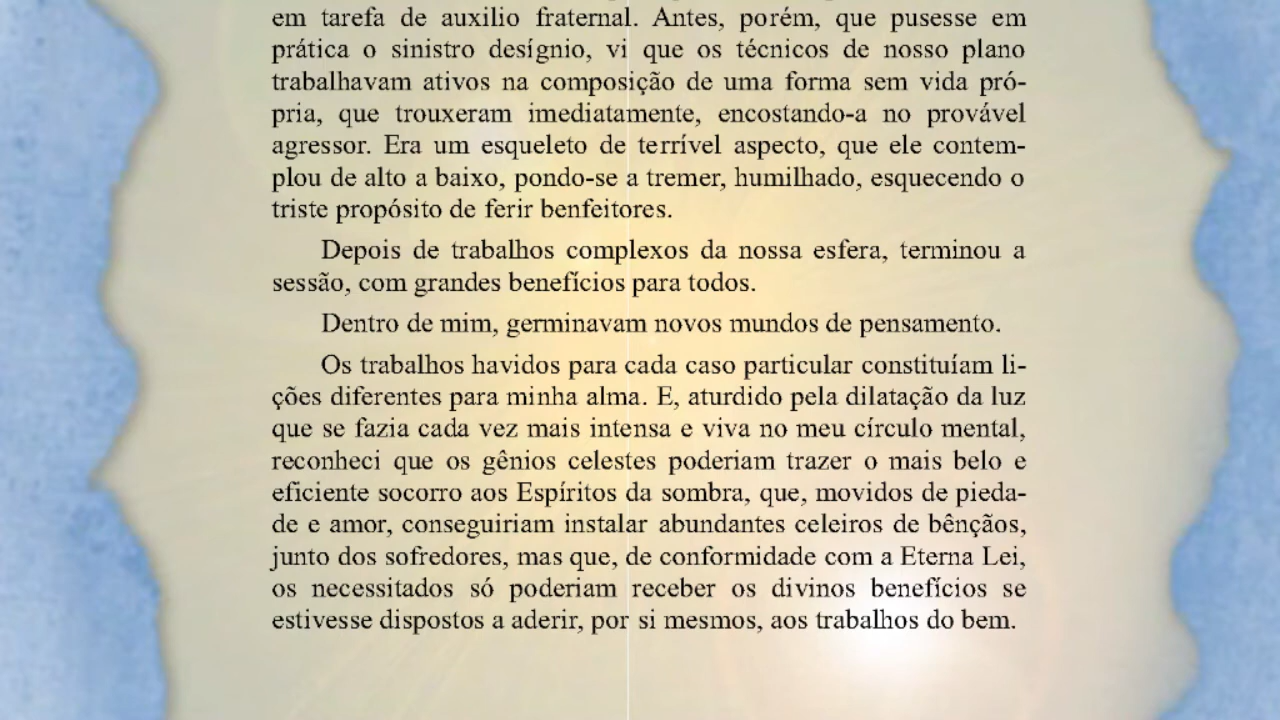 em tarefa de auxilio fraternal. Antes, porém, que pusesse em
prática o sinistro desígnio, vi que os técnicos de nosso plano
trabalhavam ativos na composição de uma forma sem vida pró-
pria, que trouxeram imediatamente, encostando-a no provável
agressor. Era um esqueleto de terrível aspecto, que ele contem-
plou de alto a baixo, pondo-se a tremer, humilhado, esquecendo o
triste propósito de ferir benfeitores.
Depois de trabalhos complexos da nossa esfera, terminou a
sessão, com grandes benefícios para todos.
Dentro de mim, germinavam novos mundos de pensamento.
Os trabalhos havidos para cada caso particular constituíam li-
ções diferentes para minha alma. E, aturdido pela dilatação da luz
que se fazia cada vez mais intensa e viva no meu círculo mental,
reconheci que os gênios celestes poderiam trazer o mais belo e
eficiente socorro aos Espíritos da sombra, que, movidos de pieda-
de e amor, conseguiriam instalar abundantes celeiros de bênçãos,
junto dos sofredores, mas que, de conformidade com a Eterna Lei,
os necessitados só poderiam receber os divinos benefícios se
estivesse dispostos a aderir, por si mesmos, aos trabalhos do bem.